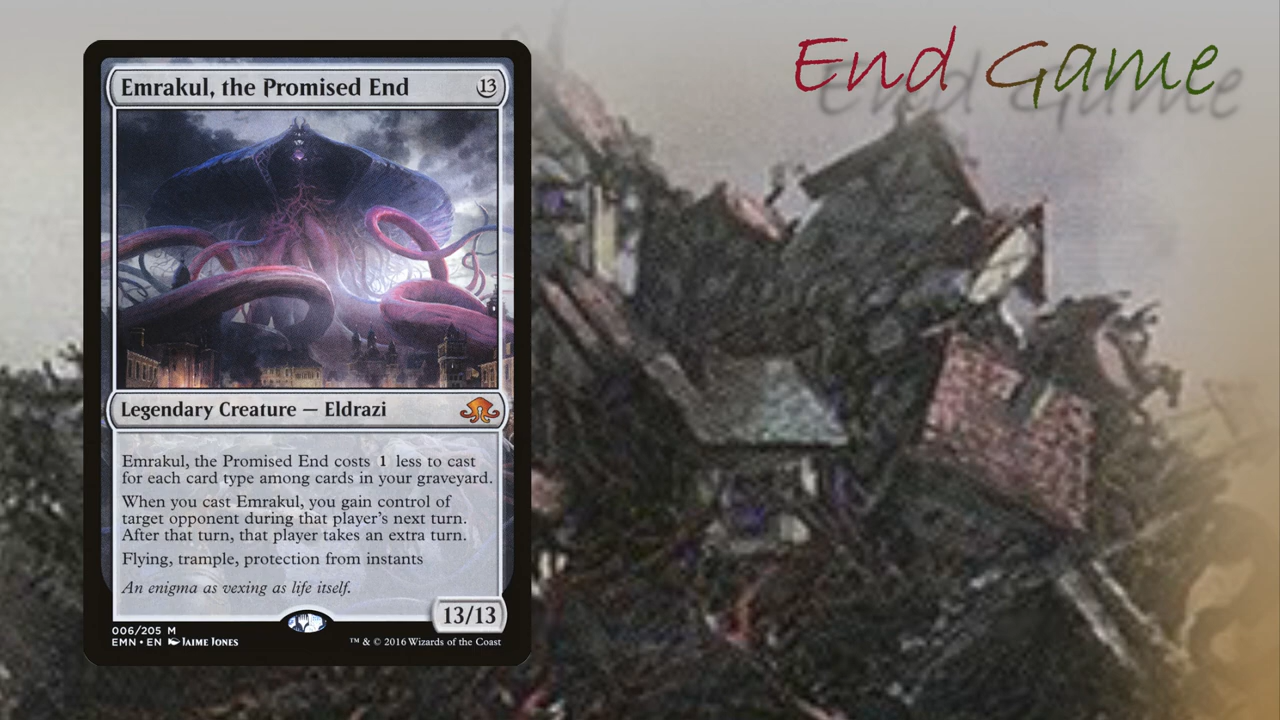 End Game
Emrakul, the Promised End 13
Legendary Creature — Eldrazi
Emrakul, the Promised End costs 1 less to cast
for each card type among cards in your graveyard.
When you cast Emrakul, you gain control of
target opponent during that player's next turn.
After that turn, that player takes an extra turn.
Flying, trample, protection from instants
An enigma as vexing as life itself.
13/13
006/205 M
EMN • EN JAIME JONES
™ & © 2016 Wizards of the Coast